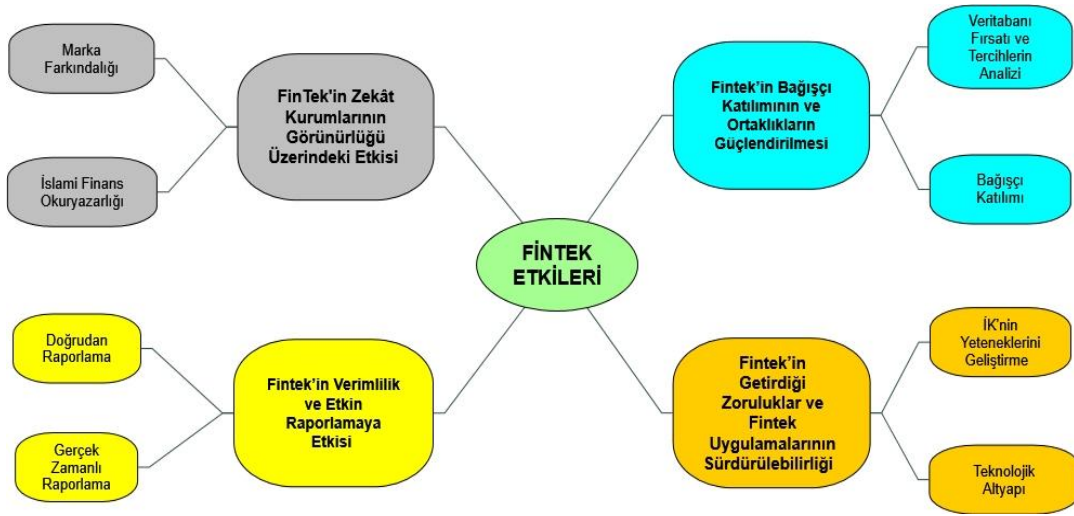 Marka
Farkındalığı
FinTek'in Zekât
Kurumlarının
Görünürlüğü
Üzerindeki Etkisi
İslami Finans
Okuryazarlığı
Fintek'in Bağışçı
Katılımının ve
Ortaklıkların
Güçlendirilmesi
Veritabanı
Fırsatı ve
Tercihlerin
Analizi
Bağışçı
Katılımı
FİNTEK
ETKİLERİ
Doğrudan
Raporlama
Fintek'in Verimlilik
ve Etkin
Raporlamaya
Etkisi
Gerçek
Zamanlı
Raporlama
Fintek'in
Getirdiği
Zoruluklar ve
Fintek
Uygulamalarının
Sürdürülebilirliği
İK'nin
Yeteneklerini
Geliştirme
Teknolojik
Altyapı